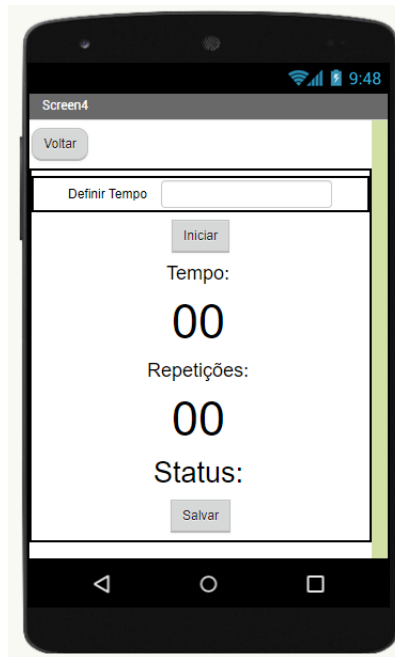 9:48
Screen4
Voltar
Definir Tempo
Iniciar
Tempo:
00
Repetições:
00
Status:
Salvar